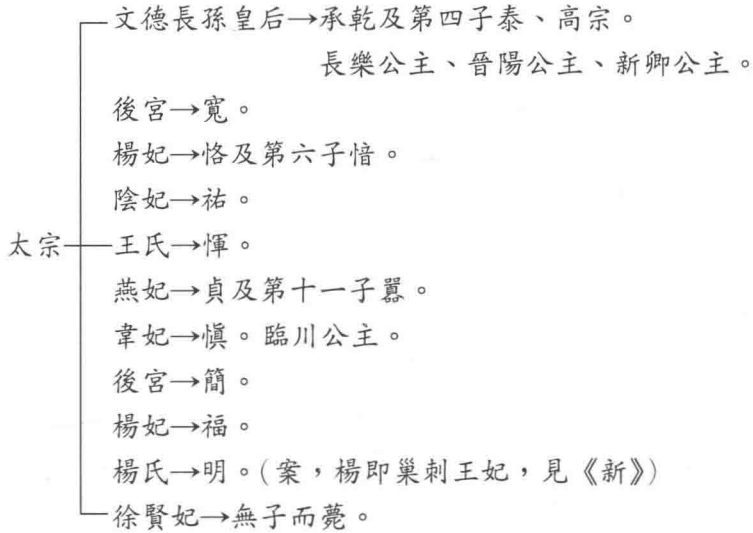 文德長孫皇后→承乾及第四子泰、高宗。
長樂公主、晉陽公主、新卿公主。
後宮→寬。
楊妃→恪及第六子愔。
陰妃→祐。
太宗 王氏→惲。
燕妃→貞及第十一子囂。
韋妃→慎。臨川公主。
後宮→簡。
楊妃→福。
楊氏→明。(案，楊即巢刺王妃，見《新》)
徐賢妃→無子而薨。